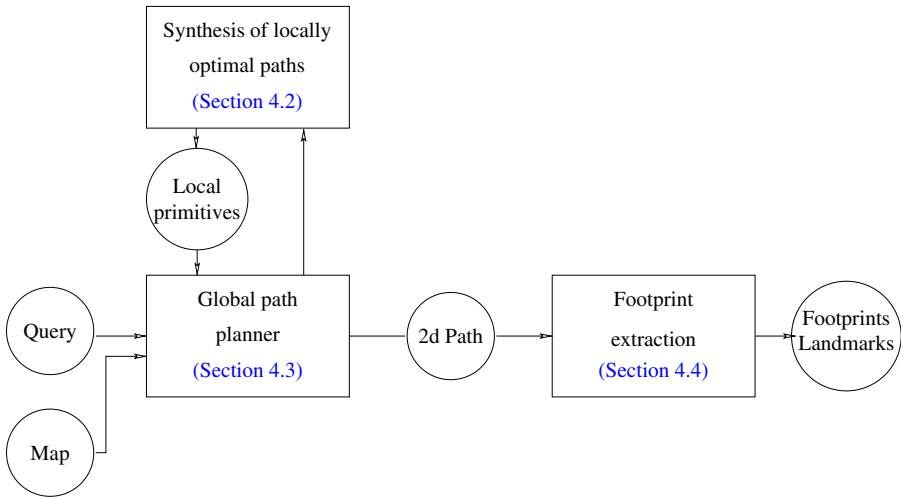 Synthesis of locally
optimal paths
(Section 4.2)
Local
primitives
Query
Map
Global path
planner
(Section 4.3)
2d Path
Footprint
extraction
(Section 4.4)
Footprints
Landmarks